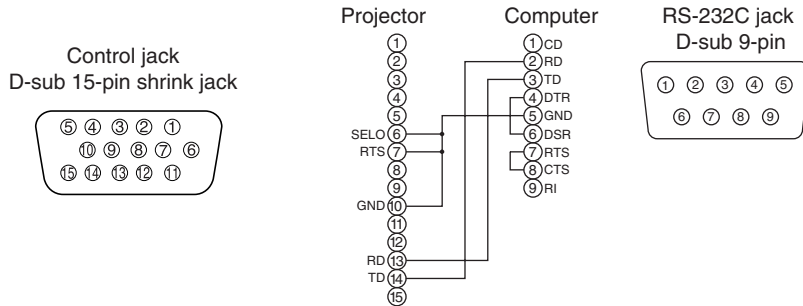 Control jack
D-sub 15-pin shrink jack
5 4 3 2 1
10 9 8 7 6
15 14 13 12 11
Projector
1
2
3
4
5
SELO 6
RTS 7
8
9
GND 10
11
12
RD 13
TD 14
15
Computer
1 CD
2 RD
3 TD
4 DTR
5 GND
6 DSR
7 RTS
8 CTS
9 RI
RS-232C jack
D-sub 9-pin
1 2 3 4 5
6 7 8 9